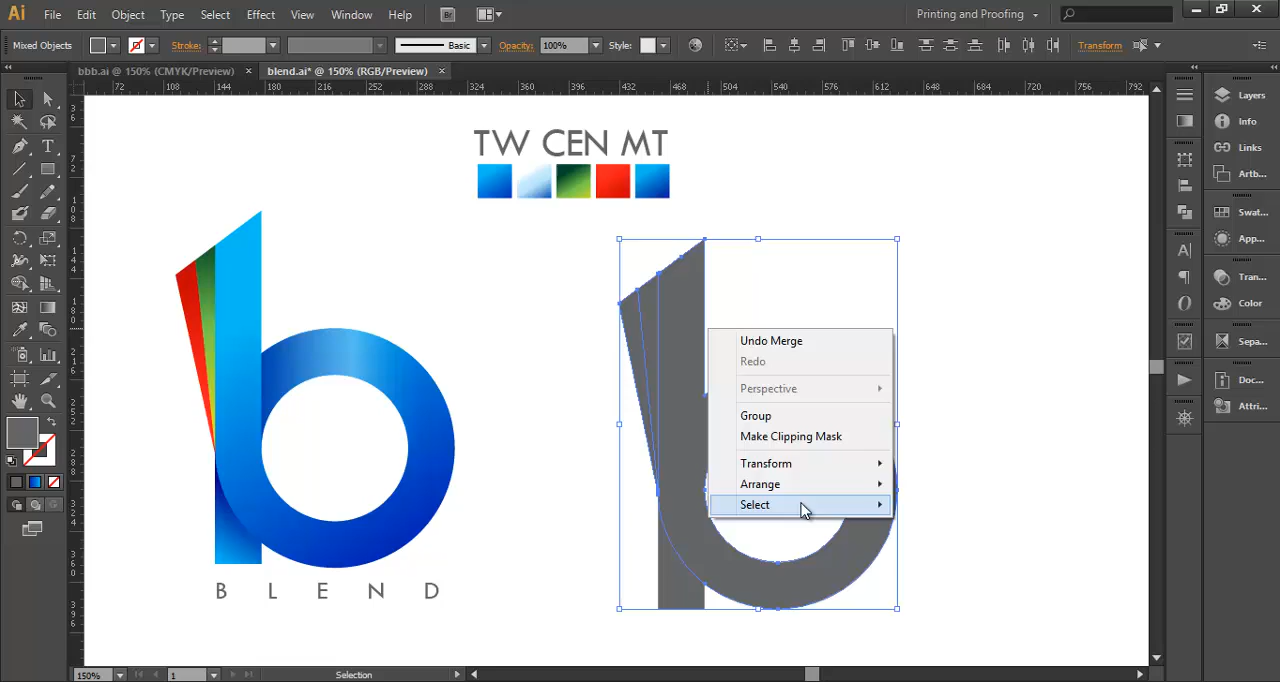 Ai File Edit Object Type Select Effect View Window Help Br Printing and Proofing
Mixed Objects Stroke: Basic Opacity: 100% Style: Transform
bbb.ai @ 150% (CMYK/Preview) × blend.ai* @ 150% (RGB/Preview) ×
72 108 144 180 216 252 288 324 360 396 432 468 504 540 576 612 648 684 720 756 792
TW CEN MT
Undo Merge
Redo
Perspective
Group
Make Clipping Mask
Transform
Arrange
Select
B L E N D
Layers
Info
Links
Artb...
Swat...
App...
Tran...
Color
Sepa...
Doc...
Attri...
150% 1 Selection